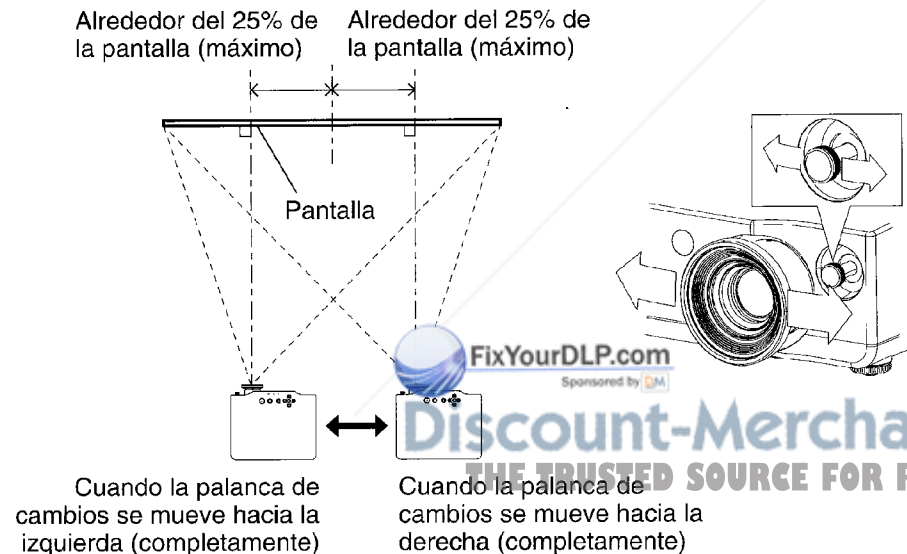 Alrededor del 25% de
la pantalla (máximo)
Alrededor del 25% de
la pantalla (máximo)
Pantalla
FixYourDLP.com
Sponsored by DM
Discount-Mercha
THE TRUSTED SOURCE FOR F
Cuando la palanca de
cambios se mueve hacia la
izquierda (completamente)
Cuando la palanca de
cambios se mueve hacia la
derecha (completamente)